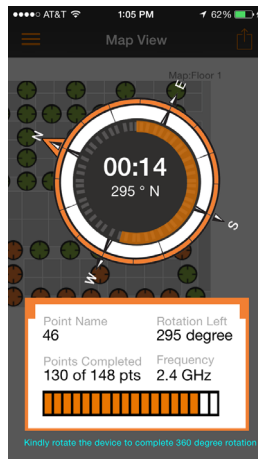 AT&T 1:05 PM 62%
Map View
Map:Floor 1
E
N
00:14
295 ° N
S
W
Point Name Rotation Left
46 295 degree
Points Completed Frequency
130 of 148 pts 2.4 GHz
Kindly rotate the device to complete 360 degree rotation